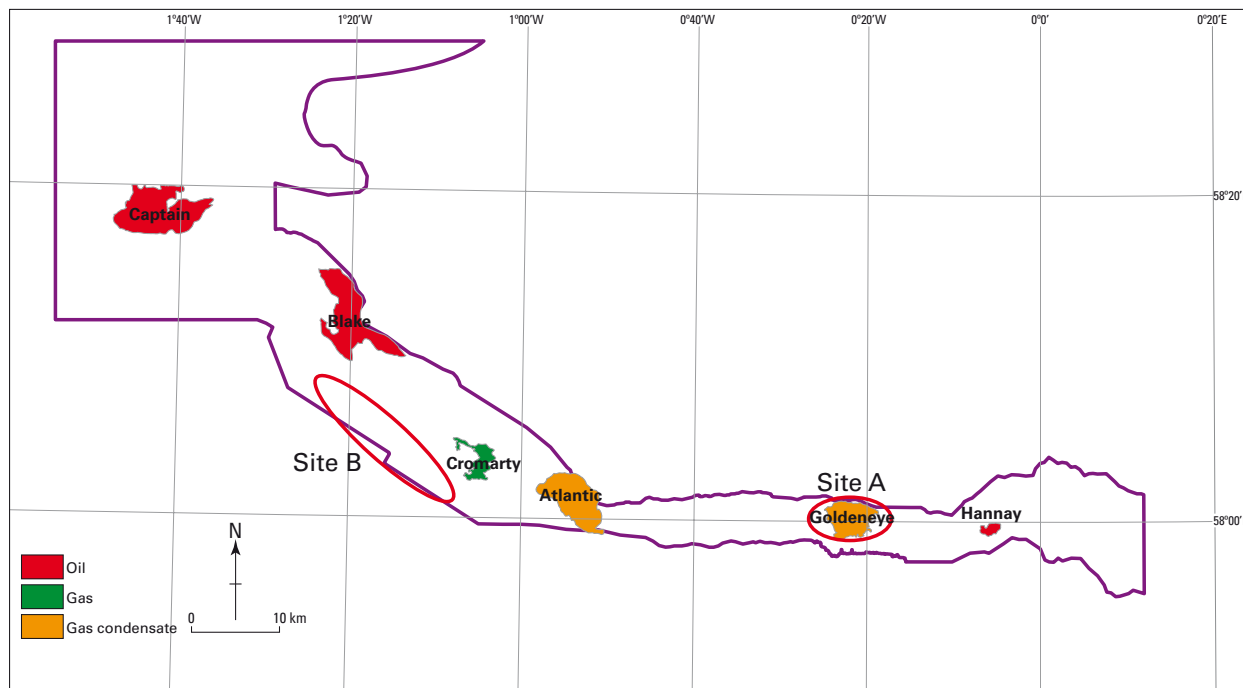 1°40'W
1°20'W
1°00'W
0°40'W
0°20'W
0°0'
0°20'E
58°20'
Captain
Blake
Site B
Cromarty
Atlantic
Site A
Goldeneye
Hannay
58°00'
N
Oil
Gas
Gas condensate
0 10 km